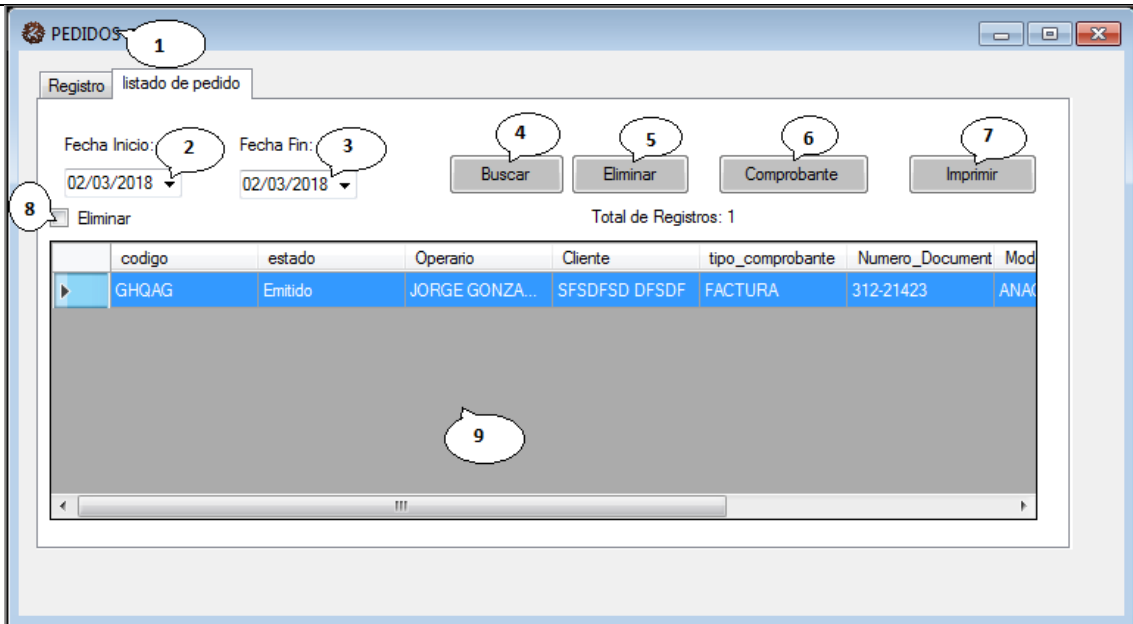 PEDIDOS
1
Registro listado de pedido
Fecha Inicio: 2 Fecha Fin: 3 4 5 6 7
02/03/2018 02/03/2018 Buscar Eliminar Comprobante Imprimir
8 Eliminar Total de Registros: 1
codigo estado Operario Cliente tipo_comprobante Numero_Document Mod
GHQAG Emitido JORGE GONZA... SFSDFSD DFSDF FACTURA 312-21423 ANAC
9